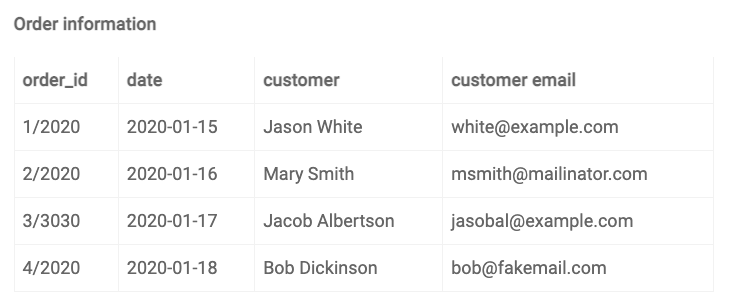 Order information
order_id date customer customer email
1/2020 2020-01-15 Jason White white@example.com
2/2020 2020-01-16 Mary Smith msmith@mailinator.com
3/3030 2020-01-17 Jacob Albertson jasobal@example.com
4/2020 2020-01-18 Bob Dickinson bob@fakemail.com